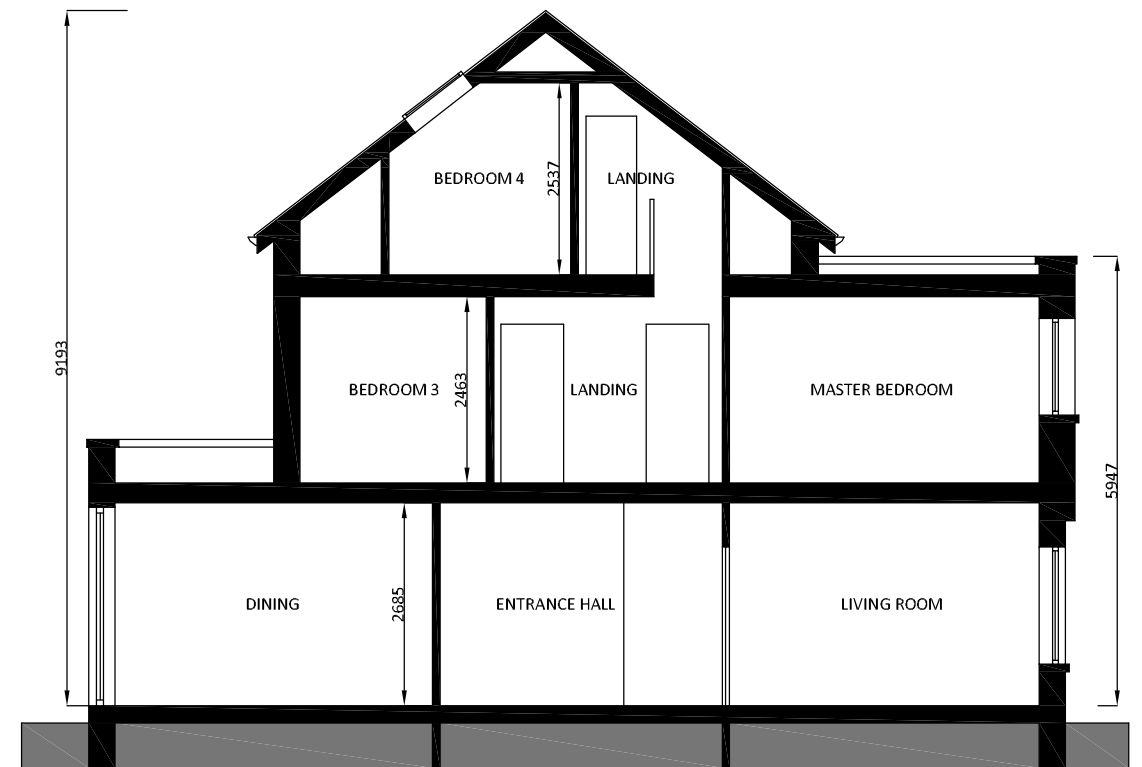 BEDROOM 4
2537
LANDING
9193
BEDROOM 3
2463
LANDING
MASTER BEDROOM
5947
DINING
2685
ENTRANCE HALL
LIVING ROOM